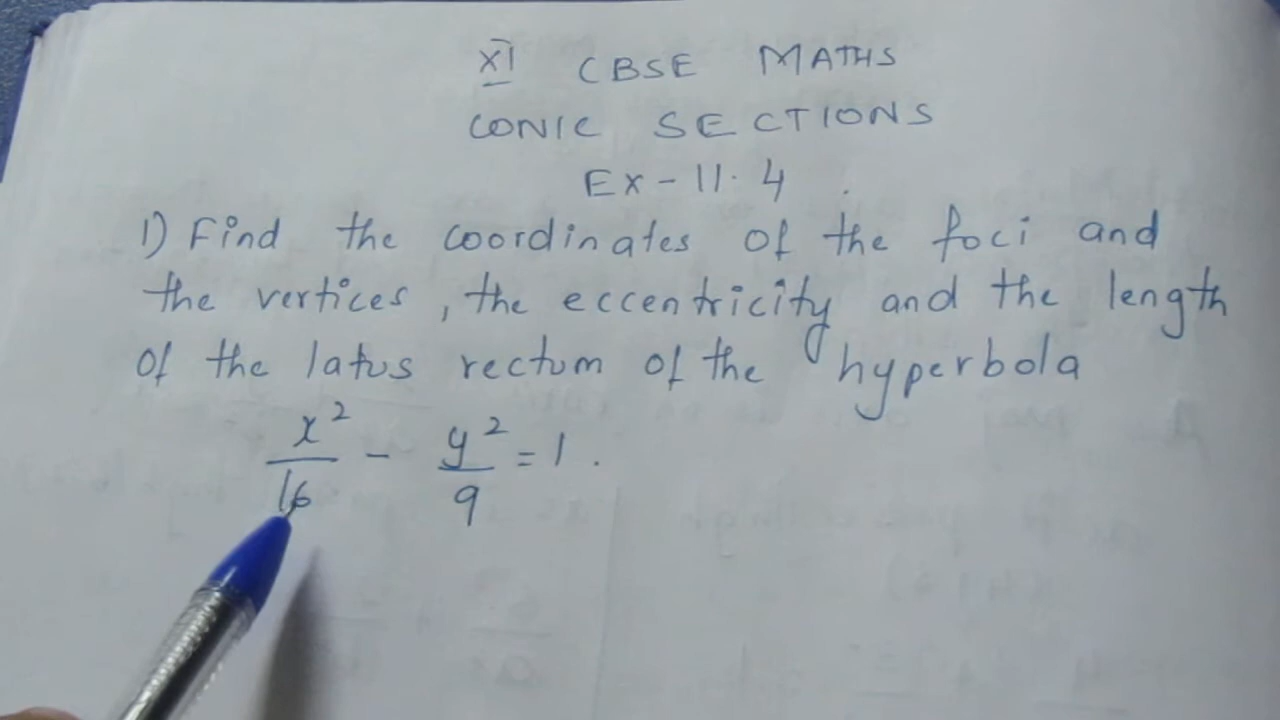 XI CBSE MATHS
CONIC SECTIONS
Ex - 11.4
1) Find the coordinates of the foci and
the vertices, the eccentricity and the length
of the latus rectum of the hyperbola
x²/16 - y²/9 = 1.